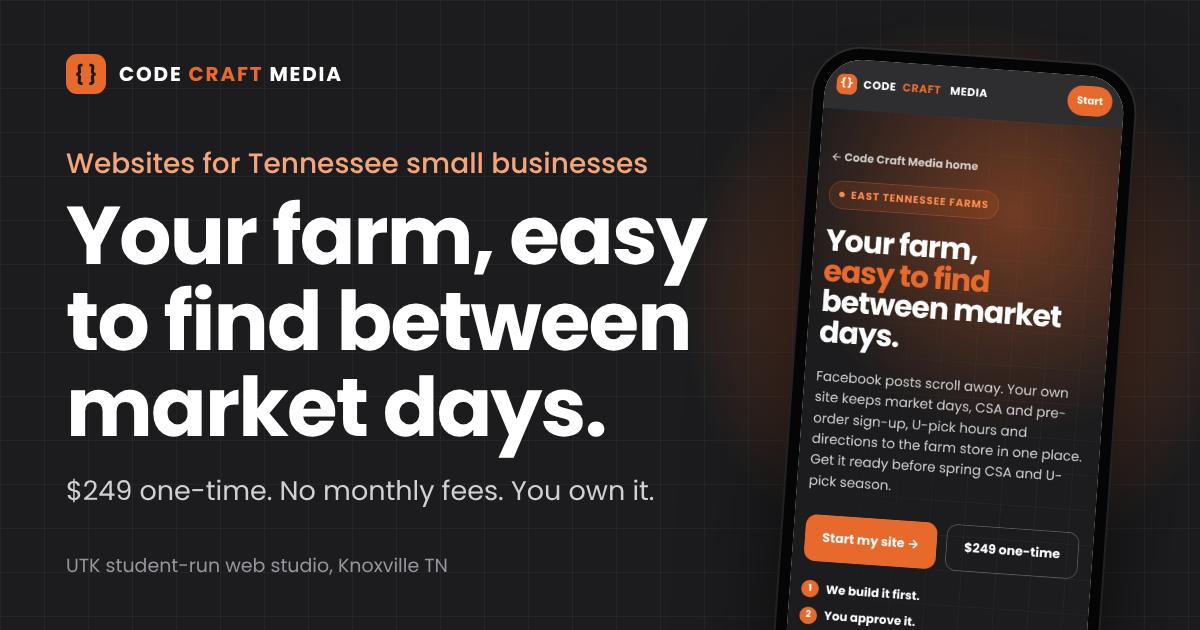 {} CODE CRAFT MEDIA
Websites for Tennessee small businesses
Your farm, easy
to find between
market days.
$249 one-time. No monthly fees. You own it.
UTK student-run web studio, Knoxville TN
{} CODE CRAFT MEDIA
Start
← Code Craft Media home
• EAST TENNESSEE FARMS
Your farm,
easy to find
between market
days.
Facebook posts scroll away. Your own
site keeps market days, CSA and pre-
order sign-up, U-pick hours and
directions to the farm store in one place.
Get it ready before spring CSA and U-
pick season.
Start my site →
$249 one-time
1 We build it first.
2 You approve it.